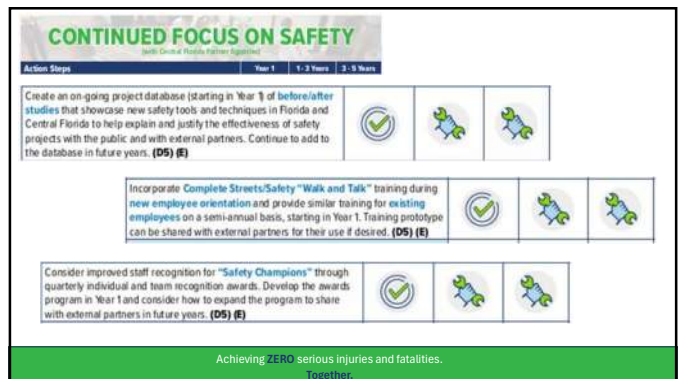 CONTINUED FOCUS ON SAFETY
(with Central Florida Partner Agencies)
Action Steps Year 1 1-3 Years 3-5 Years
Create an on-going project database (starting in Year 1) of before/after
studies that showcase new safety tools and techniques in Florida and
Central Florida to help explain and justify the effectiveness of safety
projects with the public and with external partners. Continue to add to
the database in future years. (D5) (E)
Incorporate Complete Streets/Safety "Walk and Talk" training during
new employee orientation and provide similar training for existing
employees on a semi-annual basis, starting in Year 1. Training prototype
can be shared with external partners for their use if desired. (D5) (E)
Consider improved staff recognition for "Safety Champions" through
quarterly individual and team recognition awards. Develop the awards
program in Year 1 and consider how to expand the program to share
with external partners in future years. (D5) (E)
Achieving ZERO serious injuries and fatalities.
Together.